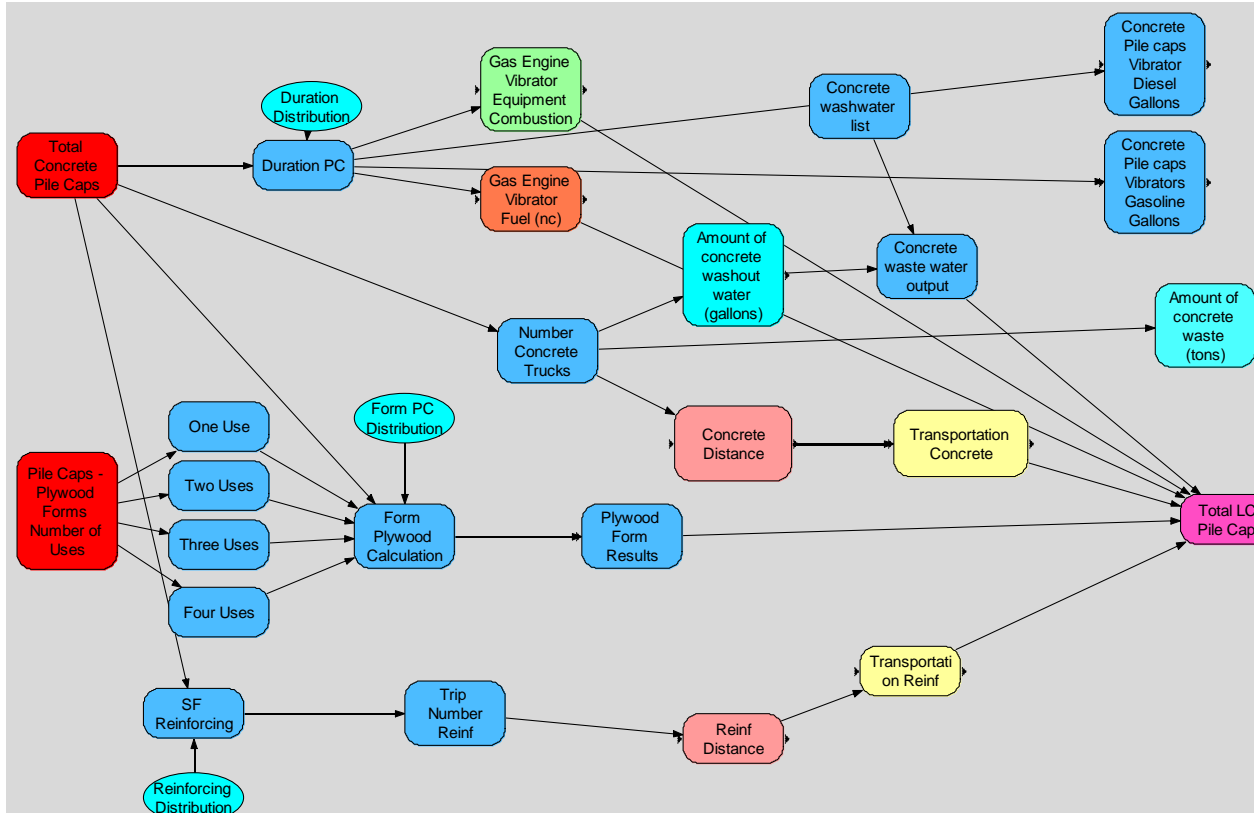 Concrete
Pile caps
Vibrator
Diesel
Gallons
Gas Engine
Vibrator
Equipment
Combustion
Concrete
washwater
list
Duration
Distribution
Total
Concrete
Pile Caps
Duration PC
Concrete
Pile caps
Vibrators
Gasoline
Gallons
Gas Engine
Vibrator
Fuel (nc)
Amount of
concrete
washout
water
(gallons)
Concrete
waste water
output
Amount of
concrete
waste
(tons)
Number
Concrete
Trucks
Form PC
Distribution
One Use
Concrete
Distance
Transportation
Concrete
Pile Caps -
Plywood
Forms
Number of
Uses
Two Uses
Three Uses
Four Uses
Form
Plywood
Calculation
Plywood
Form
Results
Total LC
Pile Cap
SF
Reinforcing
Trip
Number
Reinf
Reinf
Distance
Transportati
on Reinf
Reinforcing
Distribution